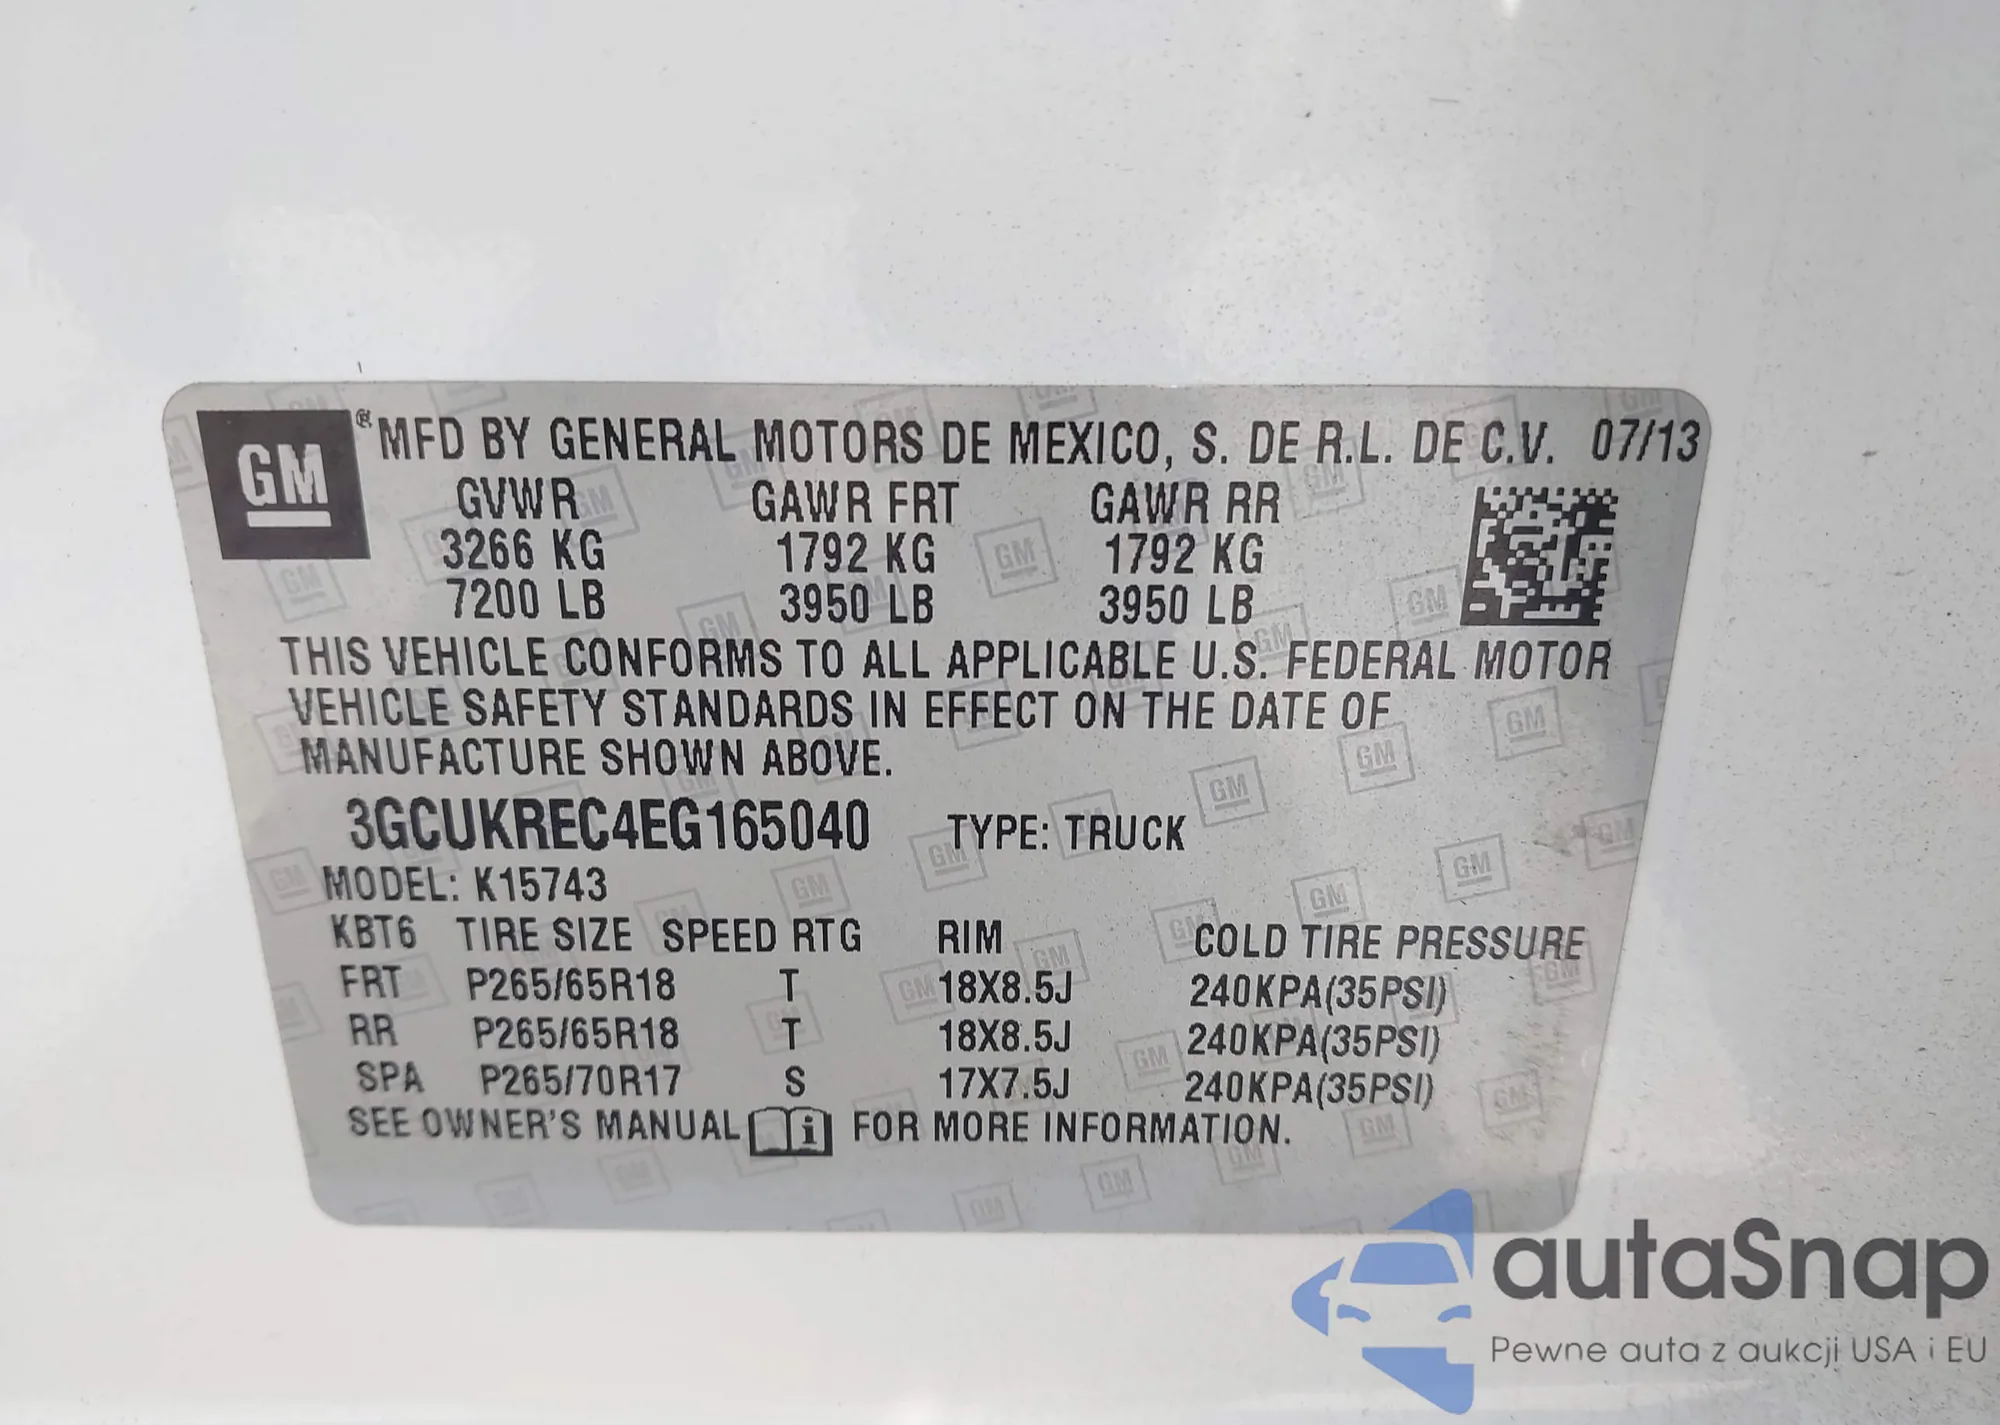 GM ® MFD BY GENERAL MOTORS DE MEXICO, S. DE R.L. DE C.V. 07/13
GVWR GAWR FRT GAWR RR
3266 KG 1792 KG 1792 KG
7200 LB 3950 LB 3950 LB
THIS VEHICLE CONFORMS TO ALL APPLICABLE U.S. FEDERAL MOTOR
VEHICLE SAFETY STANDARDS IN EFFECT ON THE DATE OF
MANUFACTURE SHOWN ABOVE.
3GCUKREC4EG165040 TYPE: TRUCK
MODEL: K15743
KBT6 TIRE SIZE SPEED RTG RIM COLD TIRE PRESSURE
FRT P265/65R18 T 18X8.5J 240KPA(35PSI)
RR P265/65R18 T 18X8.5J 240KPA(35PSI)
SPA P265/70R17 S 17X7.5J 240KPA(35PSI)
SEE OWNER'S MANUAL i FOR MORE INFORMATION.
autaSnap
Pewne auta z aukcji USA i EU